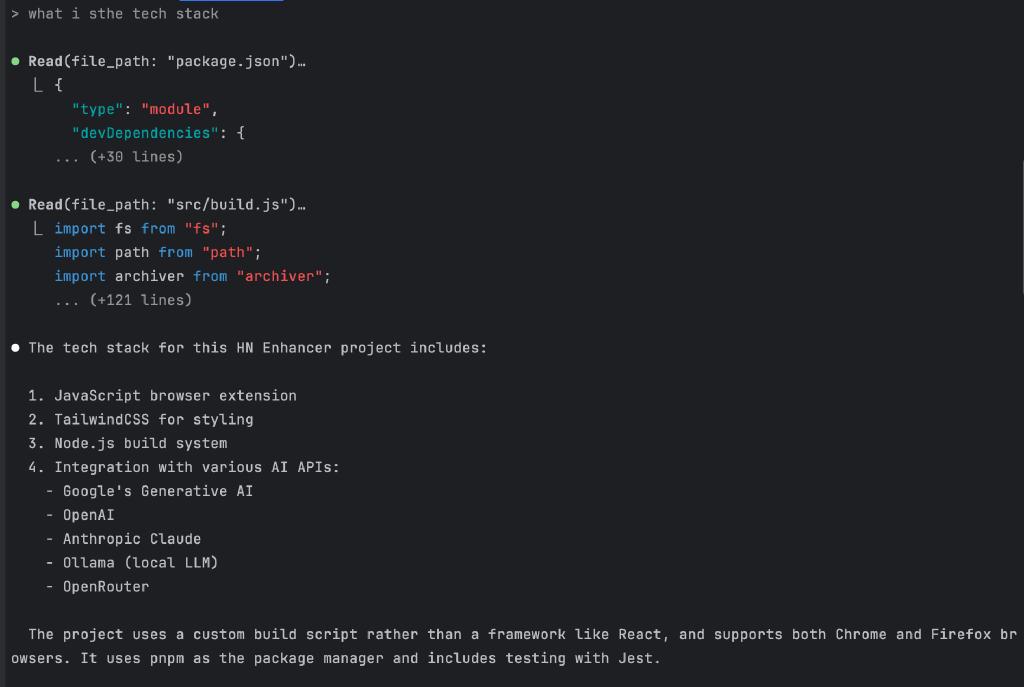 > what i sthe tech stack
● Read(file_path: "package.json")…
⎿ {
"type": "module",
"devDependencies": {
... (+30 lines)
● Read(file_path: "src/build.js")…
⎿ import fs from "fs";
import path from "path";
import archiver from "archiver";
... (+121 lines)
● The tech stack for this HN Enhancer project includes:
1. JavaScript browser extension
2. TailwindCSS for styling
3. Node.js build system
4. Integration with various AI APIs:
- Google's Generative AI
- OpenAI
- Anthropic Claude
- Ollama (local LLM)
- OpenRouter
The project uses a custom build script rather than a framework like React, and supports both Chrome and Firefox br
owsers. It uses pnpm as the package manager and includes testing with Jest.